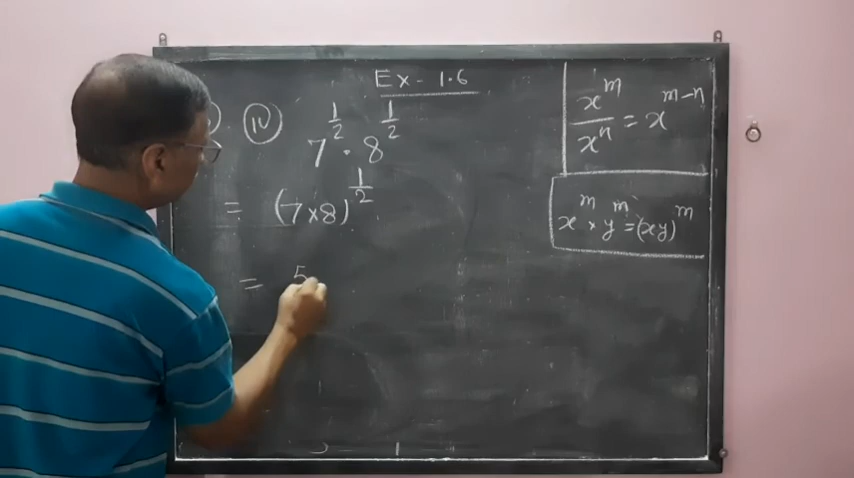 Ex - 1.6
(iv) 7^(1/2) · 8^(1/2)
= (7×8)^(1/2)
= 5
x^m / x^n = x^(m-n)
x^m × y^m = (xy)^m